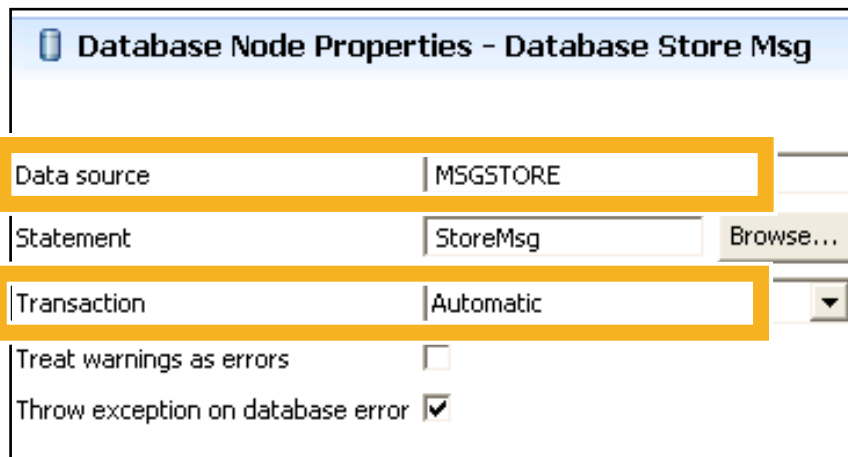 Database Node Properties - Database Store Msg
Data source MSGSTORE
Statement StoreMsg Browse...
Transaction Automatic
Treat warnings as errors
Throw exception on database error